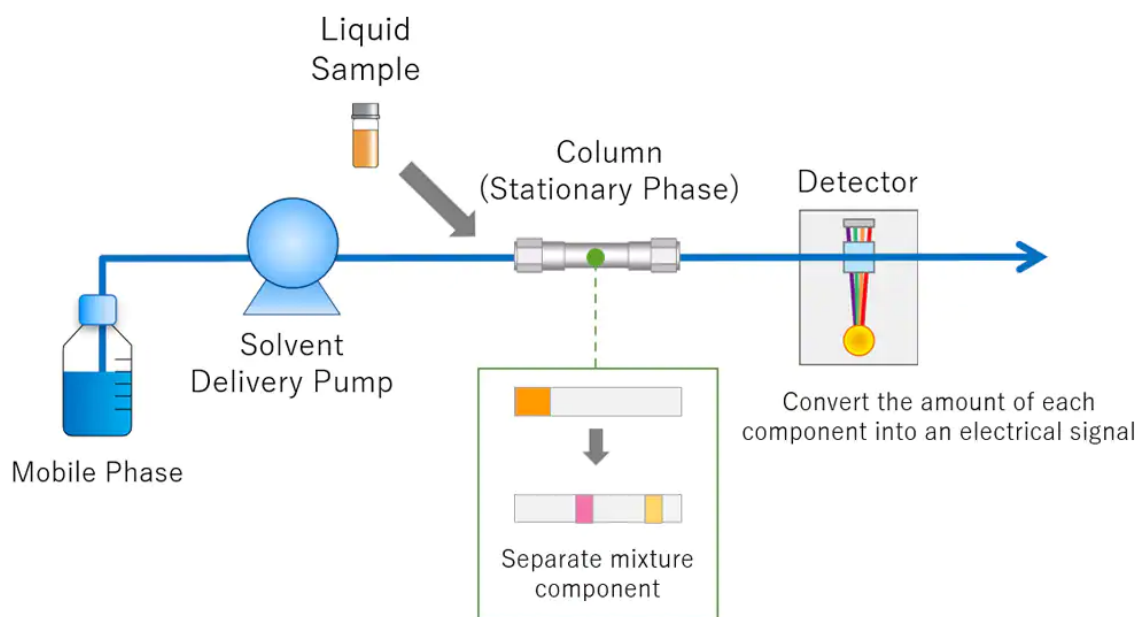 Liquid
Sample
Column
(Stationary Phase)
Detector
Solvent
Delivery Pump
Mobile Phase
Convert the amount of each
component into an electrical signal
Separate mixture
component